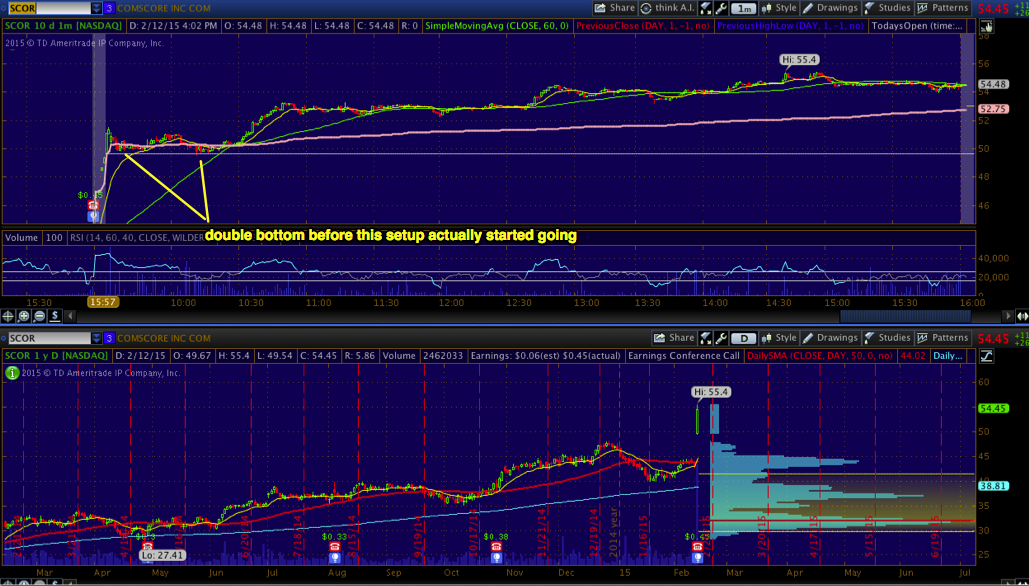 SCOR 3 COMSCORE INC COM Share think A.I. 1m Style Drawings Studies Patterns 54.45
SCOR 10 d 1m [NASDAQ] D: 2/12/15 4:02 PM O: 54.48 H: 54.48 L: 54.48 C: 54.48 R: 0 SimpleMovingAvg (CLOSE, 60, 0) PreviousClose (DAY, 1, -1, no) PreviousHighLow (DAY, -1, no) TodaysOpen (time:...
2015 © TD Ameritrade IP Company, Inc.
58
56
Hi: 55.4
54.48
54
52.75
52
50
48
46
double bottom before this setup actually started going
Volume 100 RSI (14, 60, 40, CLOSE, WILDER
40,000
20,000
15:30 15:57 10:00 10:30 11:00 11:30 12:00 12:30 13:00 13:30 14:00 14:30 15:00 15:30 16:00
SCOR 3 COMSCORE INC COM Share D Style Drawings Studies Patterns 54.45
SCOR 1 y D [NASDAQ] D: 2/12/15 O: 49.67 H: 55.4 L: 49.54 C: 54.45 R: 5.86 Volume 2462033 Earnings: $0.06(est) $0.45(actual) Earnings Conference Call DailySMA (CLOSE, DAY, 50, 0, no) 44.02 Daily...
2015 © TD Ameritrade IP Company, Inc.
60
Hi: 55.4
54.45
50
45
38.81
35
30
25
$0.33 $0.38 $0.45
Lo: 27.41
Mar Apr May Jun Jul Aug Sep Oct Nov Dec 15 Feb Mar Apr May Jun Jul